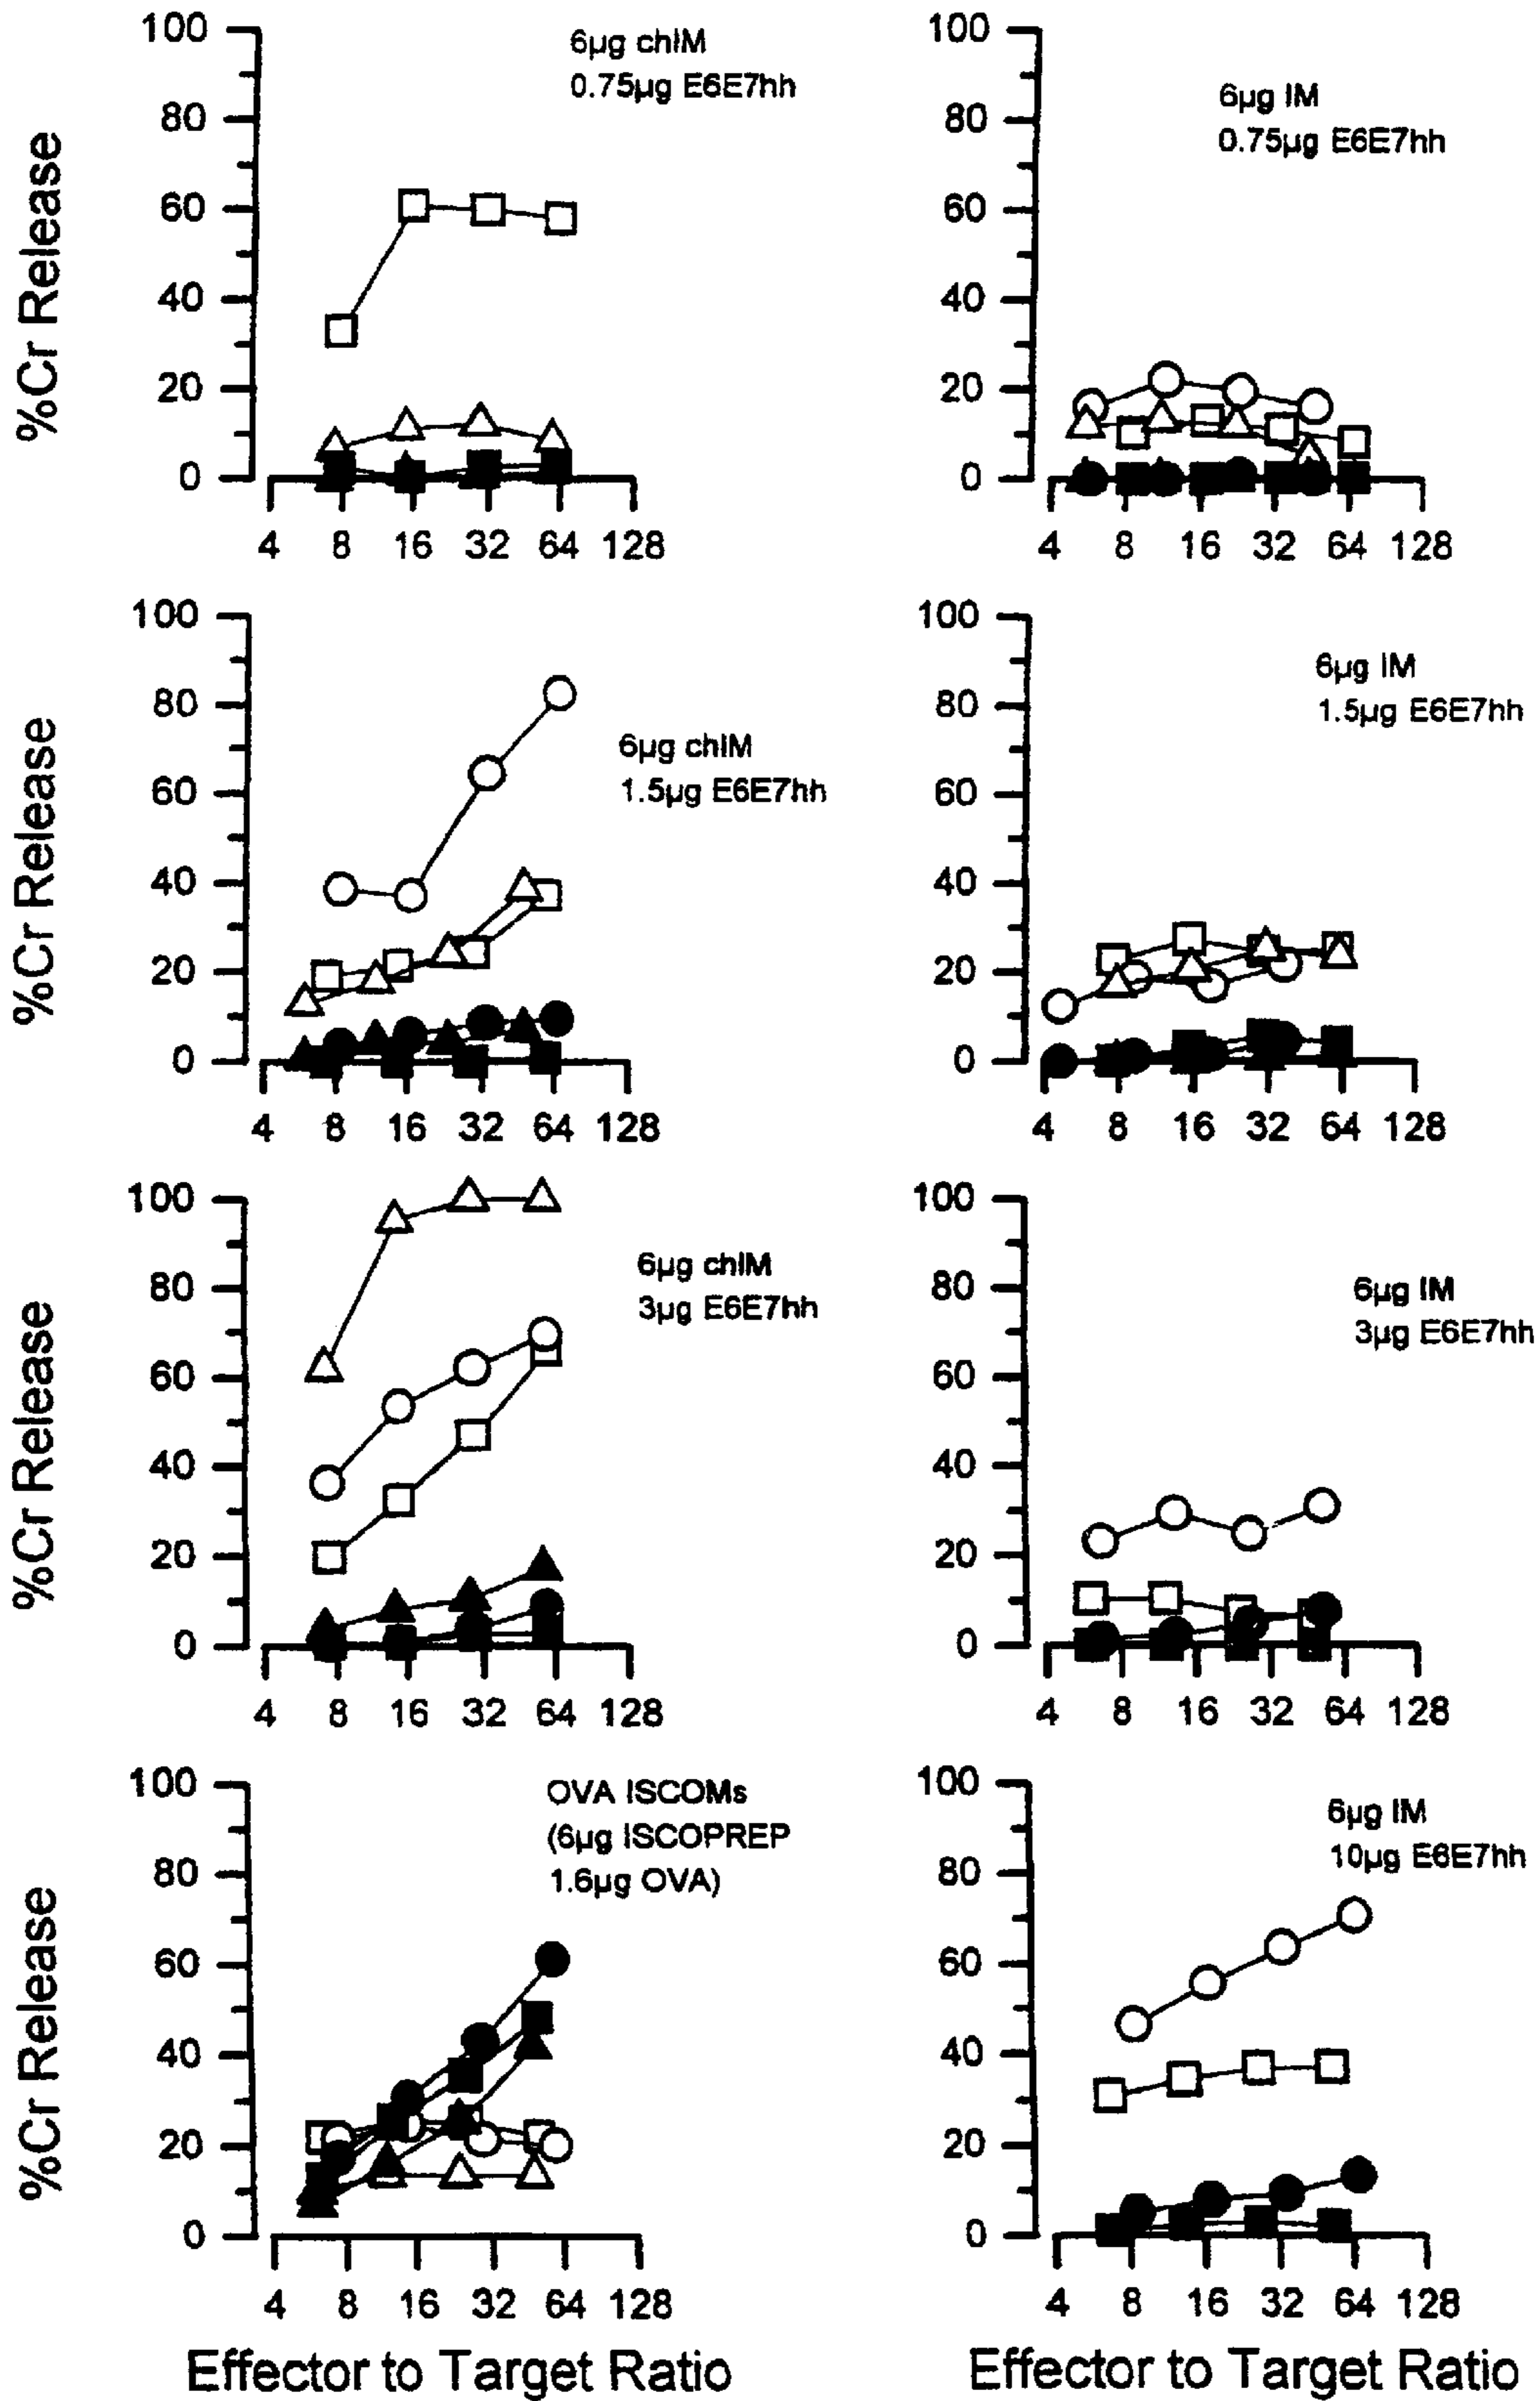 100
80
60
40
20
0
%Cr Release
6µg chIM
0.75µg E6E7hh
4 8 16 32 64 128
100
80
60
40
20
0
6µg IM
0.75µg E6E7hh
4 8 16 32 64 128
100
80
60
40
20
0
%Cr Release
6µg chIM
1.5µg E6E7hh
4 8 16 32 64 128
100
80
60
40
20
0
6µg IM
1.5µg E6E7hh
4 8 16 32 64 128
100
80
60
40
20
0
%Cr Release
6µg chIM
3µg E6E7hh
4 8 16 32 64 128
100
80
60
40
20
0
6µg IM
3µg E6E7hh
4 8 16 32 64 128
100
80
60
40
20
0
%Cr Release
OVA ISCOMs
(6µg ISCOPREP
1.6µg OVA)
4 8 16 32 64 128
Effector to Target Ratio
100
80
60
40
20
0
6µg IM
10µg E6E7hh
4 8 16 32 64 128
Effector to Target Ratio